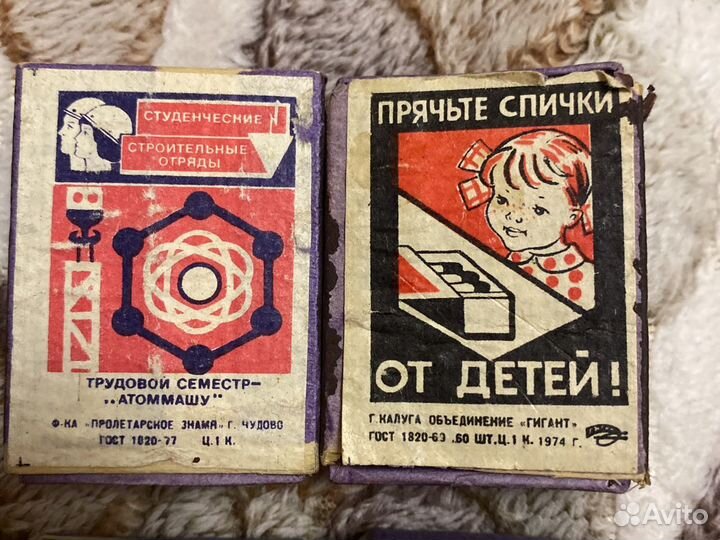 СТУДЕНЧЕСКИЕ
СТРОИТЕЛЬНЫЕ
ОТРЯДЫ
ТРУДОВОЙ СЕМЕСТР-
„АТОММАШУ"
Ф-КА „ПРОЛЕТАРСКОЕ ЗНАМЯ" Г. ЧУДОВО
ГОСТ 1820-77 Ц.1 К.
ПРЯЧЬТЕ СПИЧКИ
ОТ ДЕТЕЙ!
Г.КАЛУГА ОБЪЕДИНЕНИЕ «ГИГАНТ»
ГОСТ 1820-69 .60 ШТ.Ц.1 К. 1974 Г.
Avito